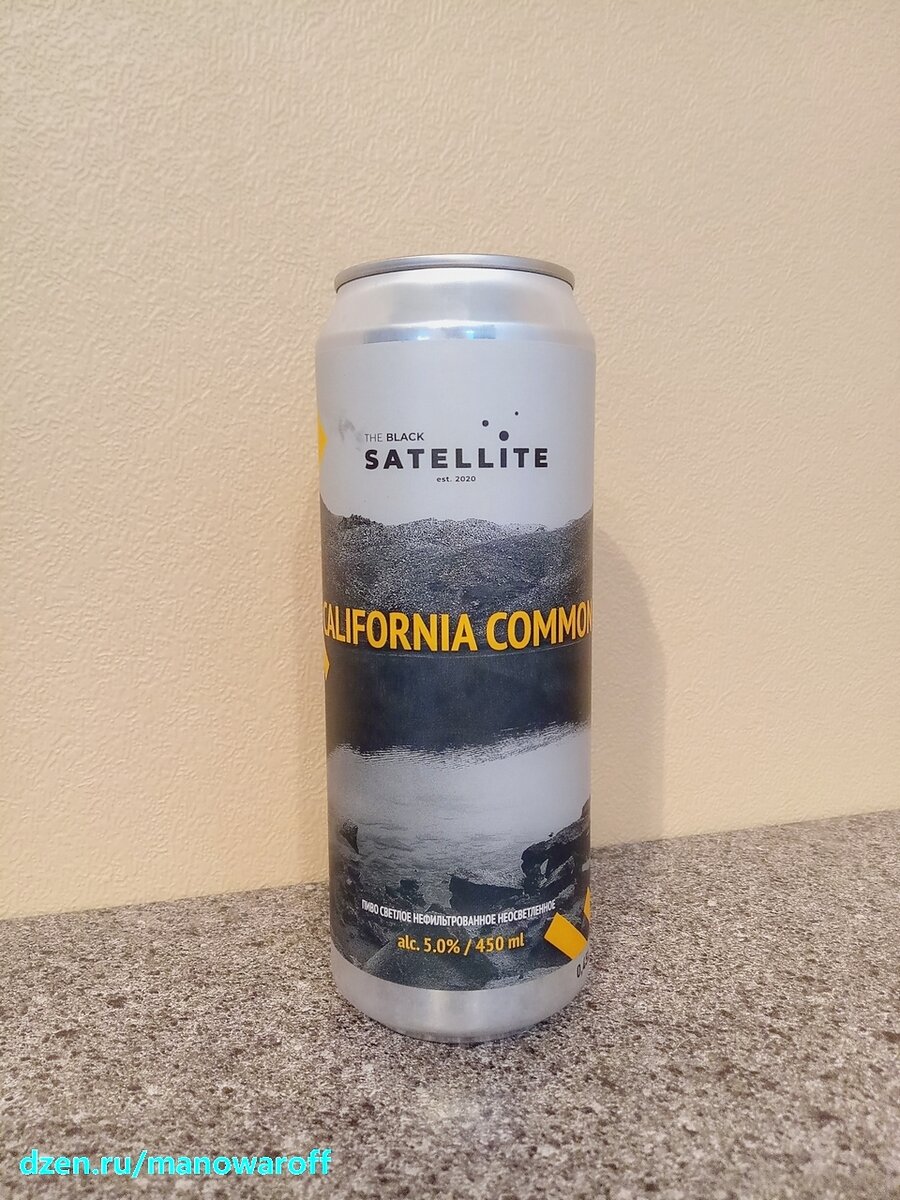 THE BLACK
SATELLITE
est. 2020
CALIFORNIA COMMON
ПИВО СВЕТЛОЕ НЕФИЛЬТРОВАННОЕ НЕОСВЕТЛЕННОЕ
alc. 5.0% / 450 ml
dzen.ru/manowaroff